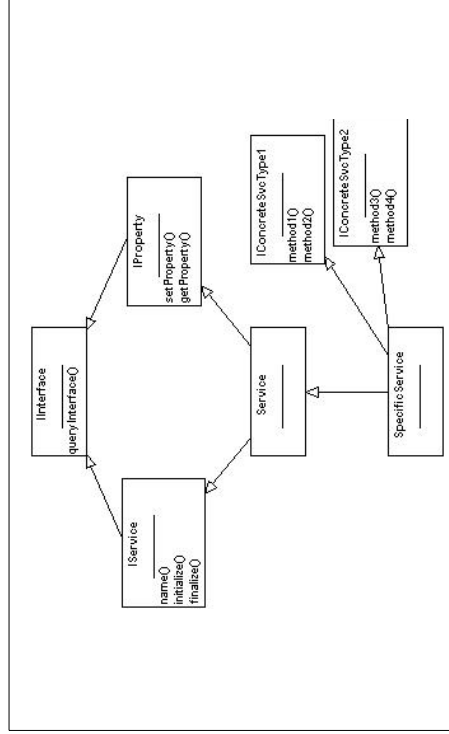 IInterface
queryInterface()
IService
name()
initialize()
finalize()
IProperty
setProperty()
getProperty()
Service
IConcreteSvcType1
method1()
method2()
IConcreteSvcType2
method3()
method4()
SpecificService